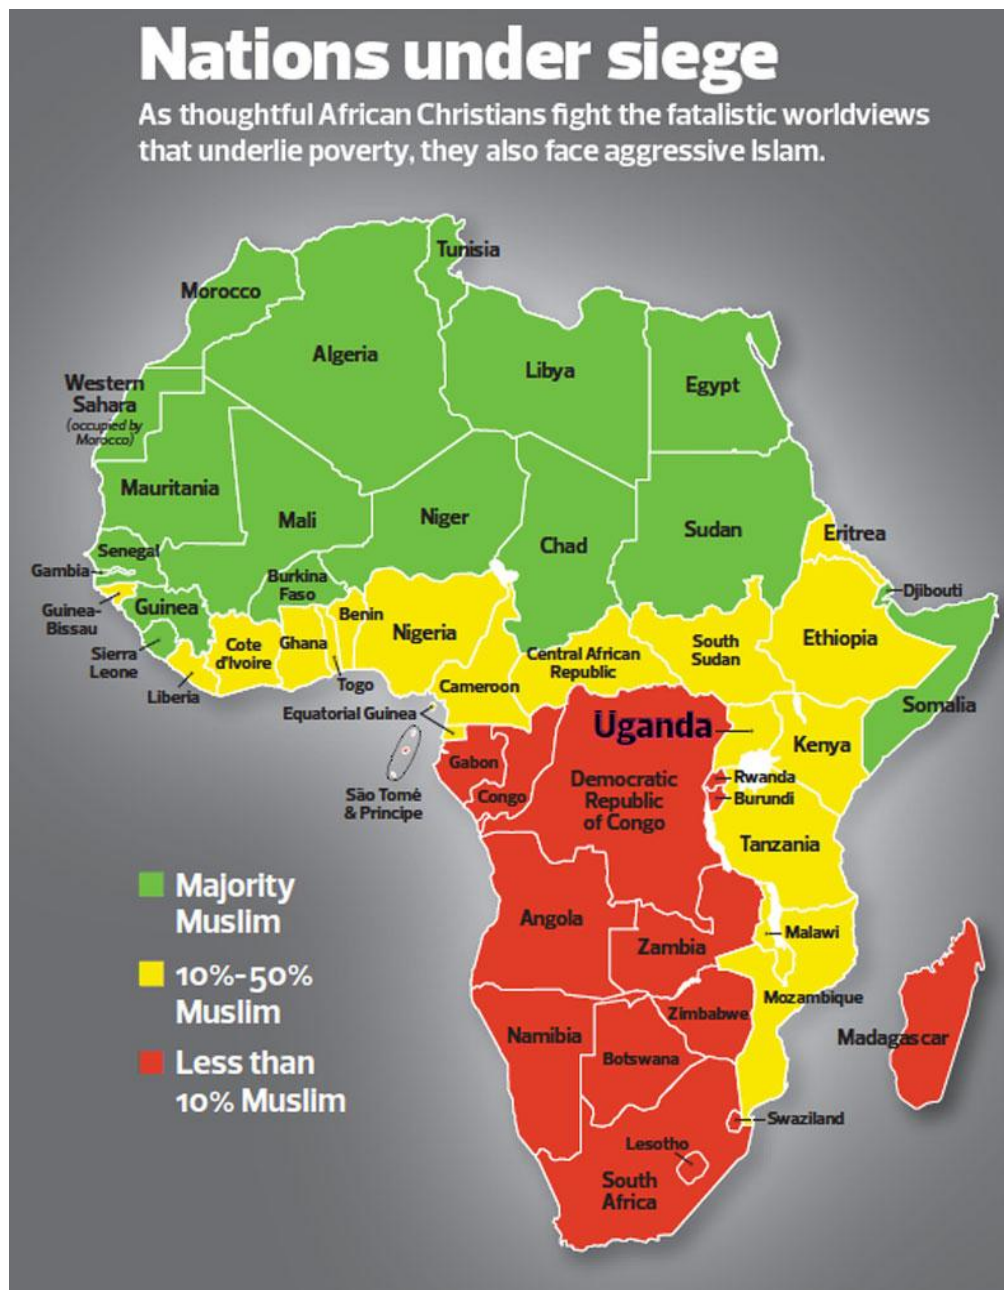 Nations under siege
As thoughtful African Christians fight the fatalistic worldviews
that underlie poverty, they also face aggressive Islam.
Tunisia
Morocco
Algeria
Libya
Egypt
Western
Sahara
(occupied by
Morocco)
Mauritania
Mali
Niger
Chad
Sudan
Eritrea
Senegal
Gambia
Burkina
Faso
Djibouti
Guinea-
Bissau
Guinea
Benin
Nigeria
Cote
d'Ivoire
Ghana
Central African
Republic
South
Sudan
Ethiopia
Sierra
Leone
Liberia
Togo
Cameroon
Somalia
Equatorial Guinea
Uganda
Kenya
Gabon
Congo
Democratic
Republic
of Congo
Rwanda
Burundi
São Tomé
& Principe
Tanzania
Majority
Muslim
Angola
Zambia
Malawi
10%-50%
Muslim
Mozambique
Zimbabwe
Namibia
Botswana
Madagascar
Less than
10% Muslim
Swaziland
Lesotho
South
Africa